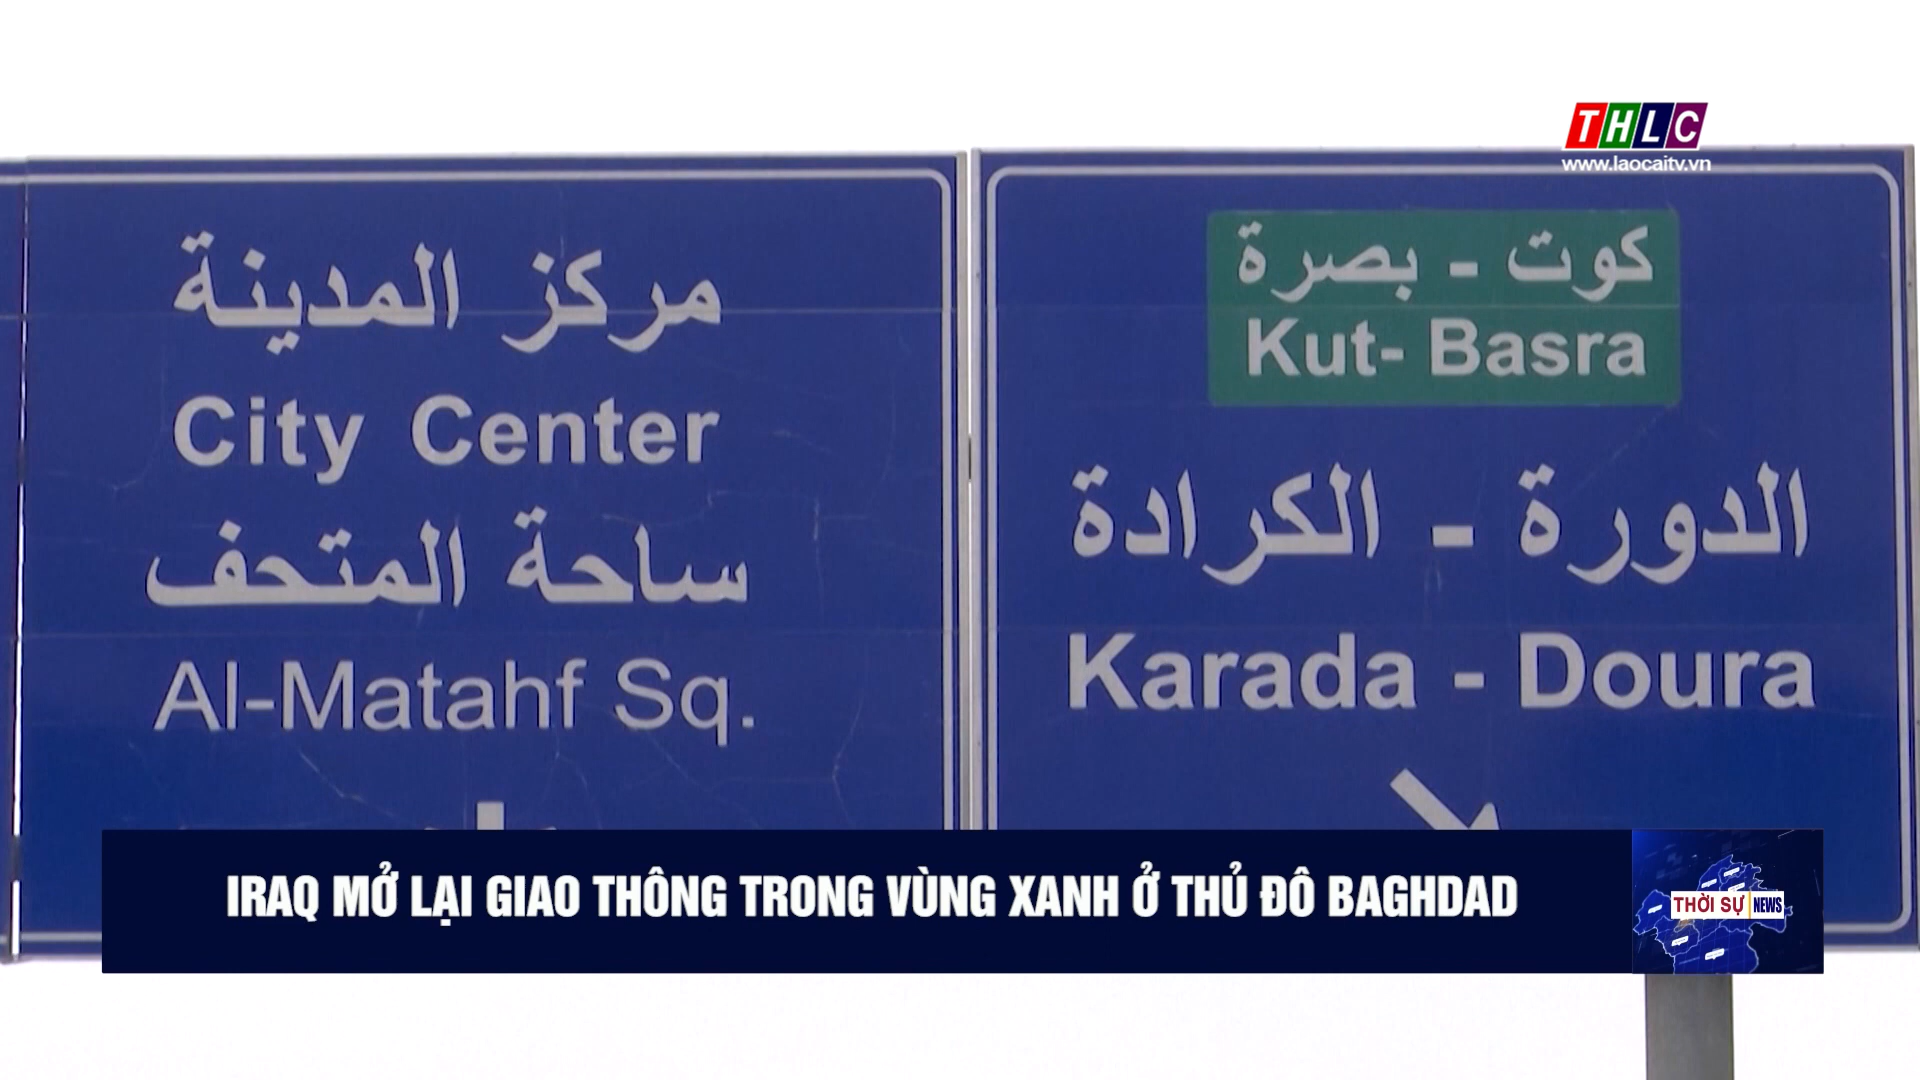 THLC
www.laocaitv.vn
مركز المدينة
City Center
ساحة المتحف
Al-Matahf Sq.
كوت - بصرة
Kut- Basra
الدورة - الكرادة
Karada - Doura
IRAQ MỞ LẠI GIAO THÔNG TRONG VÙNG XANH Ở THỦ ĐÔ BAGHDAD
THỜI SỰ NEWS